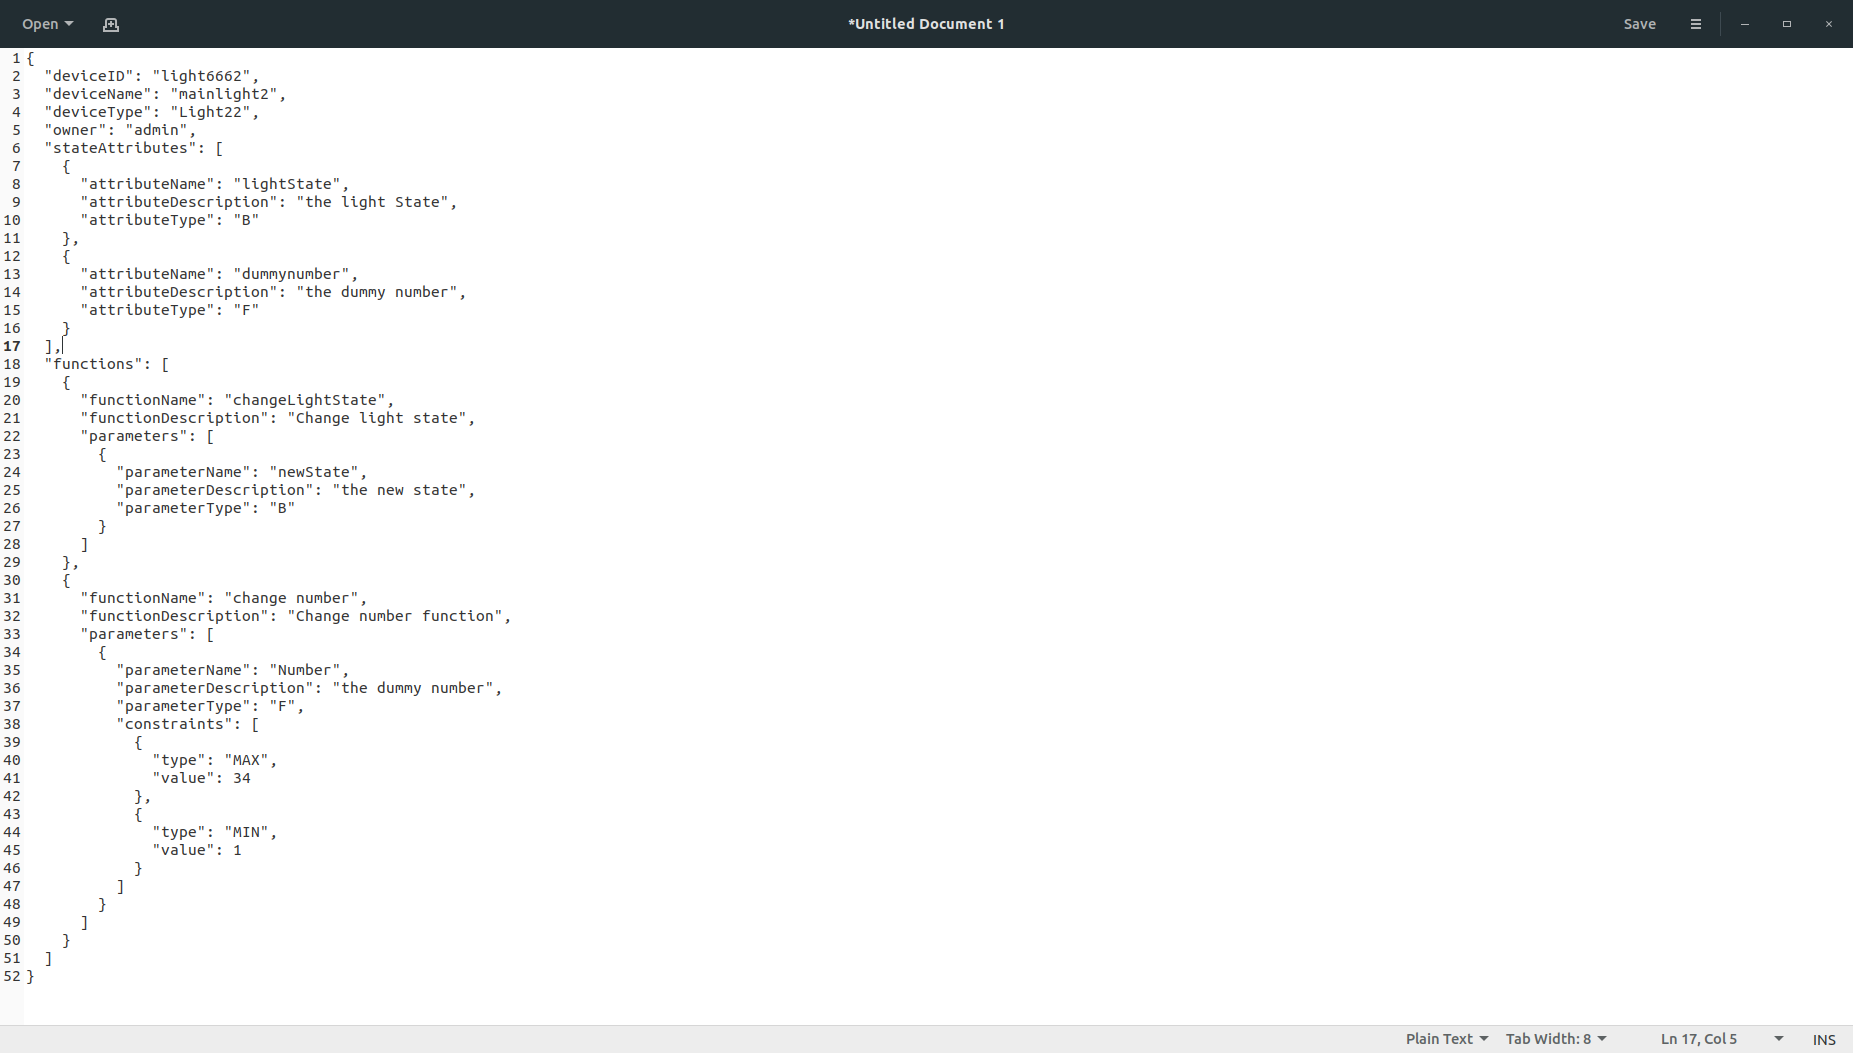 Open
*Untitled Document 1
Save
1 {
2   "deviceID": "light6662",
3   "deviceName": "mainlight2",
4   "deviceType": "Light22",
5   "owner": "admin",
6   "stateAttributes": [
7     {
8       "attributeName": "lightState",
9       "attributeDescription": "the light State",
10       "attributeType": "B"
11     },
12     {
13       "attributeName": "dummynumber",
14       "attributeDescription": "the dummy number",
15       "attributeType": "F"
16     }
17   ],
18   "functions": [
19     {
20       "functionName": "changeLightState",
21       "functionDescription": "Change light state",
22       "parameters": [
23         {
24           "parameterName": "newState",
25           "parameterDescription": "the new state",
26           "parameterType": "B"
27         }
28       ]
29     },
30     {
31       "functionName": "change number",
32       "functionDescription": "Change number function",
33       "parameters": [
34         {
35           "parameterName": "Number",
36           "parameterDescription": "the dummy number",
37           "parameterType": "F",
38           "constraints": [
39             {
40               "type": "MAX",
41               "value": 34
42             },
43             {
44               "type": "MIN",
45               "value": 1
46             }
47           ]
48         }
49       ]
50     }
51   ]
52 }
Plain Text Tab Width: 8 Ln 17, Col 5 INS